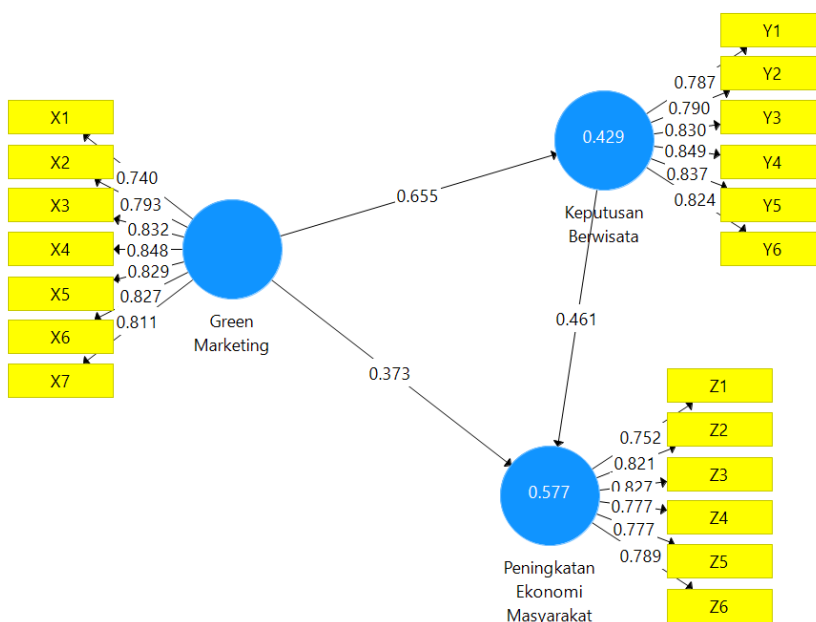 X1
X2
X3
X4
X5
X6
X7
0.740
0.793
0.832
0.848
0.829
0.827
0.811
Green
Marketing
0.655
0.373
0.429
Keputusan
Berwisata
0.461
0.787
0.790
0.830
0.849
0.837
0.824
Y1
Y2
Y3
Y4
Y5
Y6
0.577
Peningkatan
Ekonomi
Masyarakat
0.752
0.821
0.827
0.777
0.777
0.789
Z1
Z2
Z3
Z4
Z5
Z6